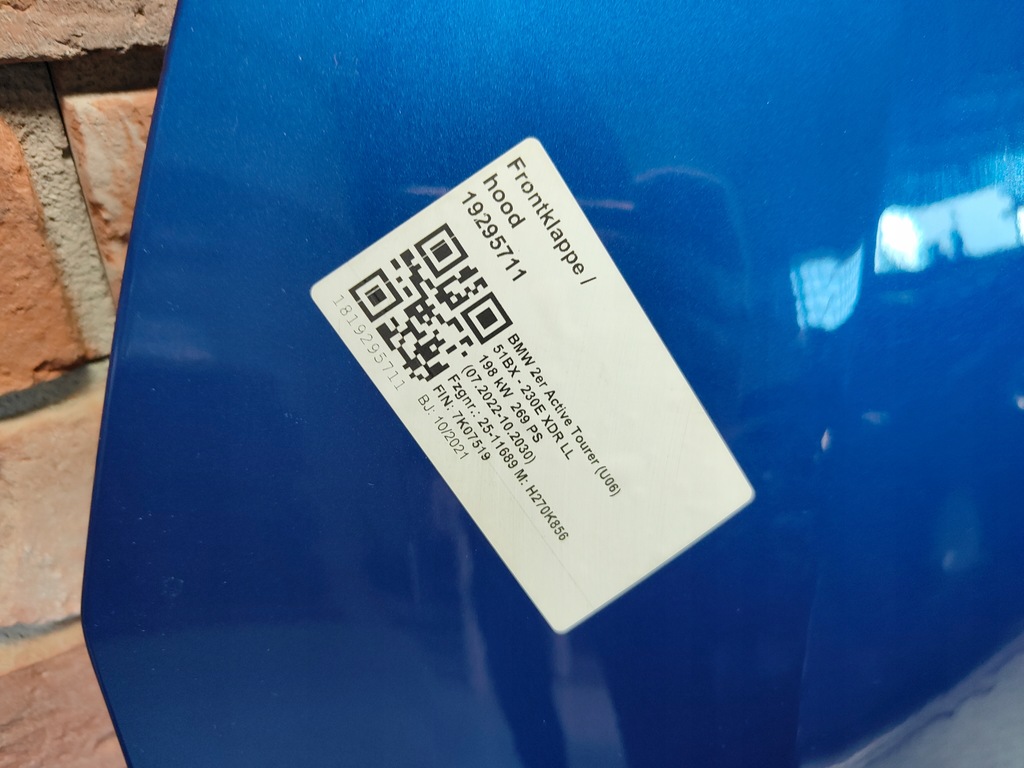 Frontklappe /
hood
19295711
1819295711
BMW 2er Active Tourer (U06)
51BX - 230E XDR LL
198 kW 269 PS
(07.2022-10.2030)
Fzgnr.: 25-11689 M: H270K856
FIN: 7K07519
BJ: 10/2021